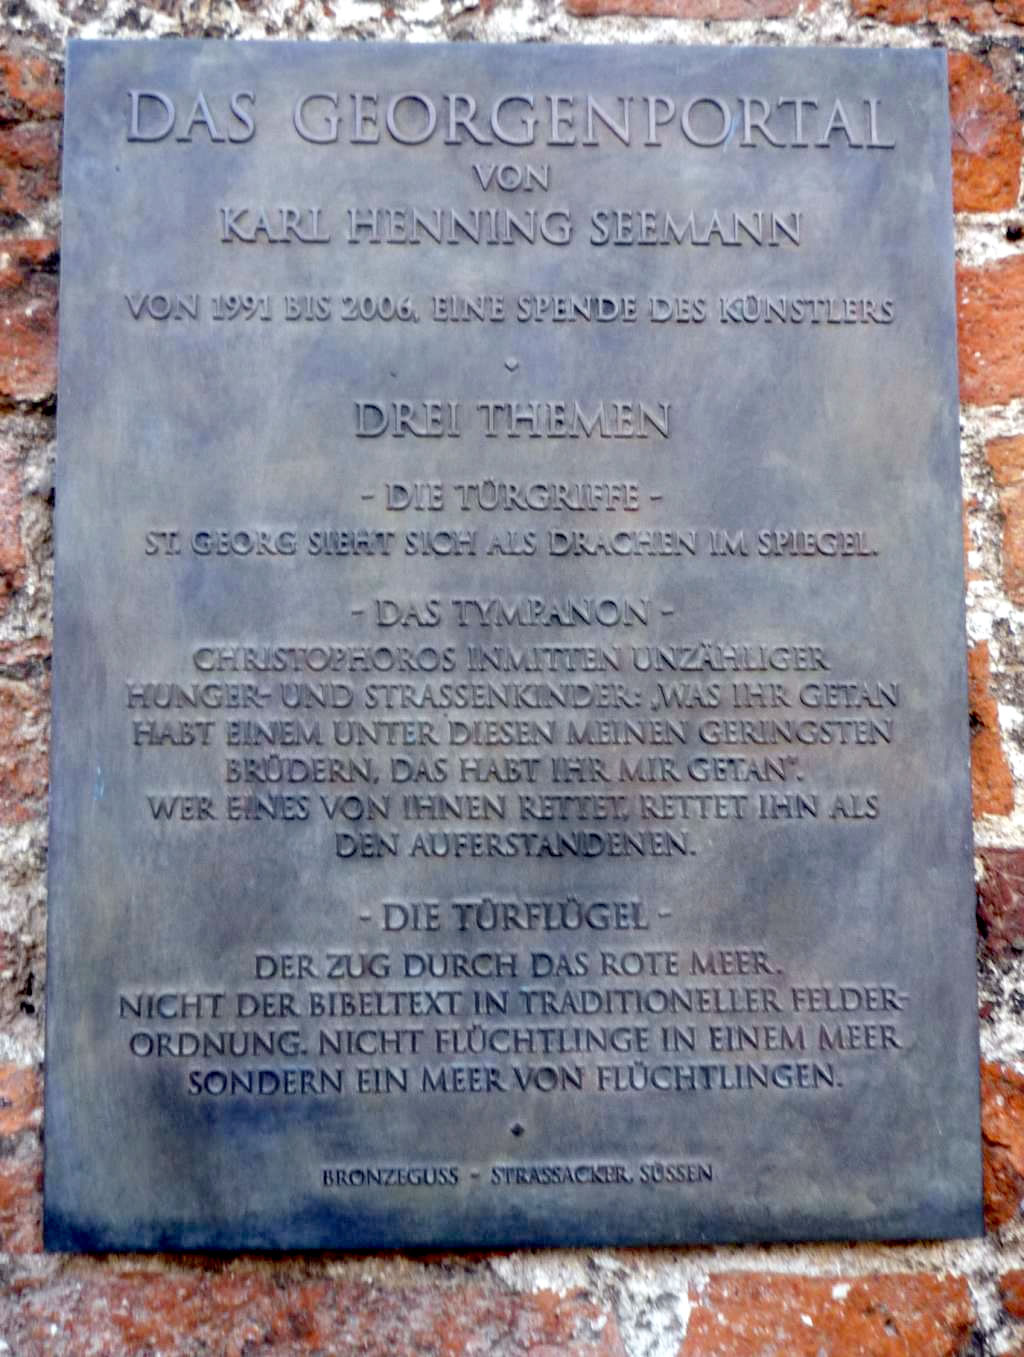 DAS GEORGENPORTAL
VON
KARL HENNING SEEMANN
VON 1991 BIS 2006, EINE SPENDE DES KÜNSTLERS
DREI THEMEN
- DIE TÜRGRIFFE -
ST. GEORG SIEHT SICH ALS DRACHEN IM SPIEGEL.
- DAS TYMPANON -
CHRISTOPHOROS INMITTEN UNZÄHLIGER
HUNGER- UND STRASSENKINDER: „WAS IHR GETAN
HABT EINEM UNTER DIESEN MEINEN GERINGSTEN
BRÜDERN, DAS HABT IHR MIR GETAN“.
WER EINES VON IHNEN RETTET, RETTET IHN ALS
DEN AUFERSTANDENEN.
- DIE TÜRFLÜGEL -
DER ZUG DURCH DAS ROTE MEER.
NICHT DER BIBELTEXT IN TRADITIONELLER FELDER-
ORDNUNG. NICHT FLÜCHTLINGE IN EINEM MEER
SONDERN EIN MEER VON FLÜCHTLINGEN.
BRONZEGUSS - STRASSACKER, SÜSSEN